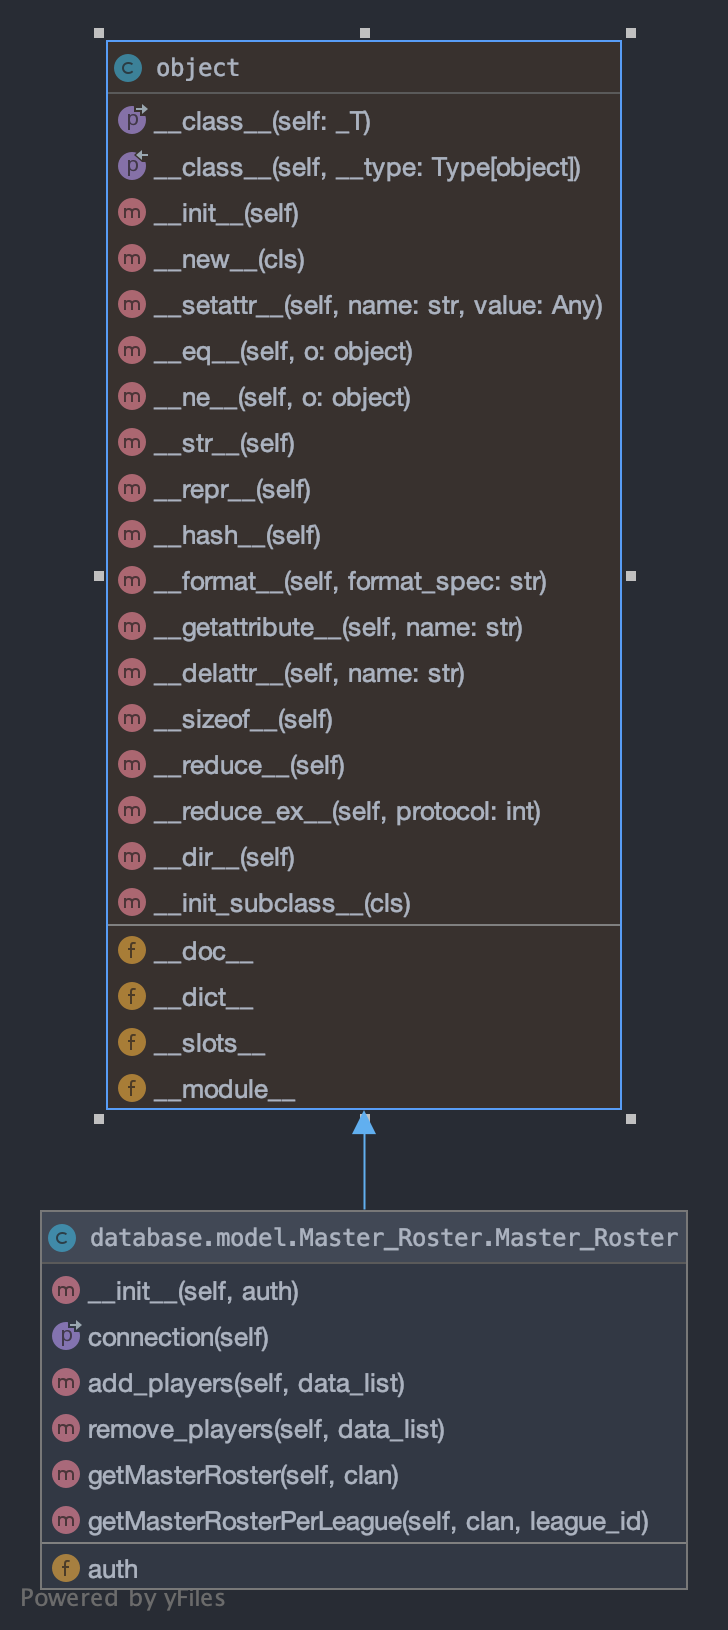 object
__class__(self: _T)
__class__(self, __type: Type[object])
__init__(self)
__new__(cls)
__setattr__(self, name: str, value: Any)
__eq__(self, o: object)
__ne__(self, o: object)
__str__(self)
__repr__(self)
__hash__(self)
__format__(self, format_spec: str)
__getattribute__(self, name: str)
__delattr__(self, name: str)
__sizeof__(self)
__reduce__(self)
__reduce_ex__(self, protocol: int)
__dir__(self)
__init_subclass__(cls)
__doc__
__dict__
__slots__
__module__
database.model.Master_Roster.Master_Roster
__init__(self, auth)
connection(self)
add_players(self, data_list)
remove_players(self, data_list)
getMasterRoster(self, clan)
getMasterRosterPerLeague(self, clan, league_id)
auth
Powered by yFiles